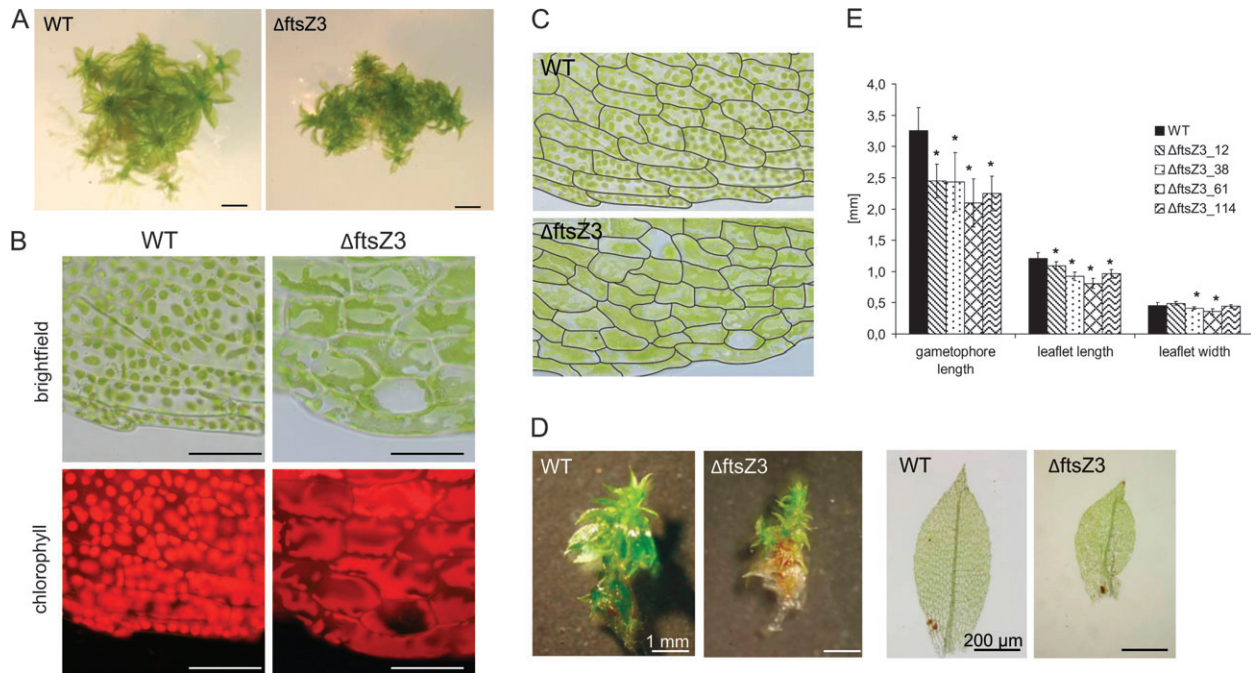 A
WT
ΔftsZ3
B
WT
ΔftsZ3
brightfield
chlorophyll
C
WT
ΔftsZ3
D
WT
1 mm
ΔftsZ3
WT
200 μm
ΔftsZ3
E
4,0
3,5
3,0
2,5
2,0
1,5
1,0
0,5
0,0
[mm]
* * * *
* * * *
* *
gametophore
length
leaflet length
leaflet width
WT
ΔftsZ3_12
ΔftsZ3_38
ΔftsZ3_61
ΔftsZ3_114